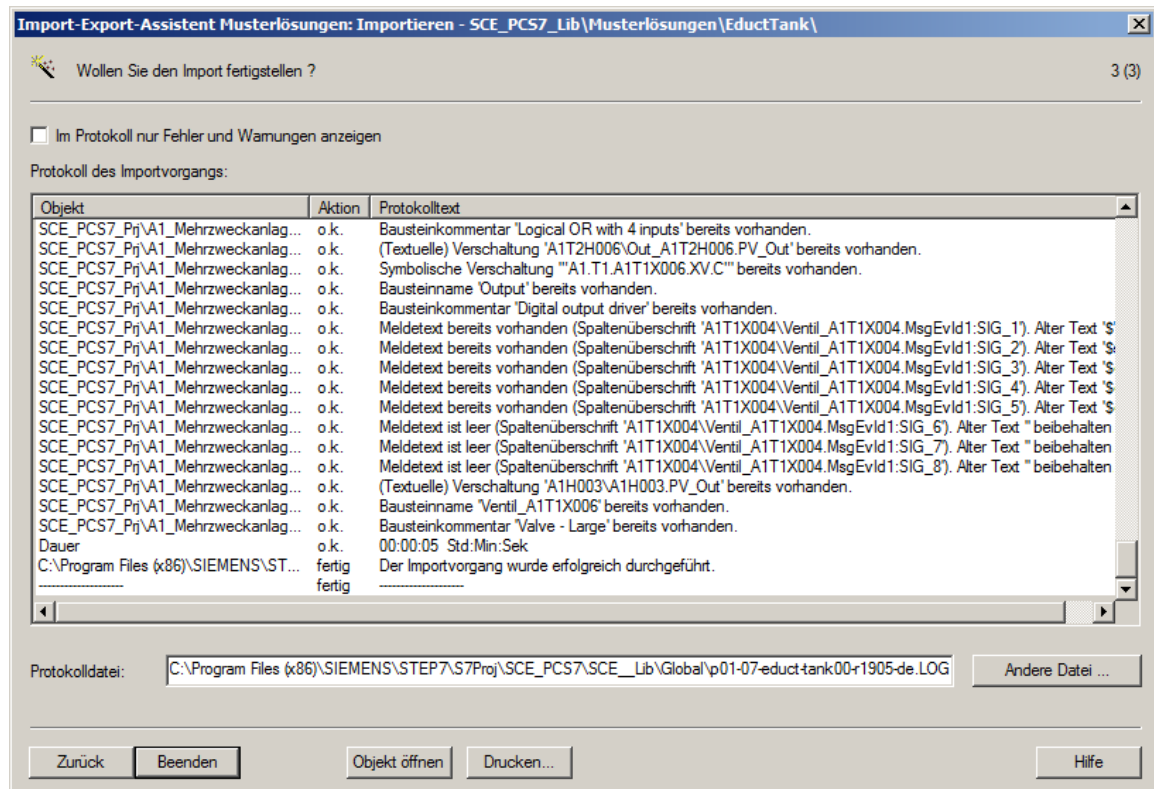 Import-Export-Assistent Musterlösungen: Importieren - SCE_PCS7_Lib\Musterlösungen\EductTank\
Wollen Sie den Import fertigstellen ? 3 (3)
Im Protokoll nur Fehler und Warnungen anzeigen
Protokoll des Importvorgangs:
Objekt Aktion Protokolltext
SCE_PCS7_Prj\A1_Mehrzweckanlag... o.k. Bausteinkommentar 'Logical OR with 4 inputs' bereits vorhanden.
SCE_PCS7_Prj\A1_Mehrzweckanlag... o.k. (Textuelle) Verschaltung 'A1T2H006\Out_A1T2H006.PV_Out' bereits vorhanden.
SCE_PCS7_Prj\A1_Mehrzweckanlag... o.k. Symbolische Verschaltung '"A1.T1.A1T1X006.XV.C"' bereits vorhanden.
SCE_PCS7_Prj\A1_Mehrzweckanlag... o.k. Bausteinname 'Output' bereits vorhanden.
SCE_PCS7_Prj\A1_Mehrzweckanlag... o.k. Bausteinkommentar 'Digital output driver' bereits vorhanden.
SCE_PCS7_Prj\A1_Mehrzweckanlag... o.k. Meldetext bereits vorhanden (Spaltenüberschrift 'A1T1X004\Ventil_A1T1X004.MsgEvId1:SIG_1'). Alter Text '$'
SCE_PCS7_Prj\A1_Mehrzweckanlag... o.k. Meldetext bereits vorhanden (Spaltenüberschrift 'A1T1X004\Ventil_A1T1X004.MsgEvId1:SIG_2'). Alter Text '$
SCE_PCS7_Prj\A1_Mehrzweckanlag... o.k. Meldetext bereits vorhanden (Spaltenüberschrift 'A1T1X004\Ventil_A1T1X004.MsgEvId1:SIG_3'). Alter Text '$
SCE_PCS7_Prj\A1_Mehrzweckanlag... o.k. Meldetext bereits vorhanden (Spaltenüberschrift 'A1T1X004\Ventil_A1T1X004.MsgEvId1:SIG_4'). Alter Text '$
SCE_PCS7_Prj\A1_Mehrzweckanlag... o.k. Meldetext bereits vorhanden (Spaltenüberschrift 'A1T1X004\Ventil_A1T1X004.MsgEvId1:SIG_5'). Alter Text '$
SCE_PCS7_Prj\A1_Mehrzweckanlag... o.k. Meldetext ist leer (Spaltenüberschrift 'A1T1X004\Ventil_A1T1X004.MsgEvId1:SIG_6'). Alter Text '' beibehalten
SCE_PCS7_Prj\A1_Mehrzweckanlag... o.k. Meldetext ist leer (Spaltenüberschrift 'A1T1X004\Ventil_A1T1X004.MsgEvId1:SIG_7'). Alter Text '' beibehalten
SCE_PCS7_Prj\A1_Mehrzweckanlag... o.k. Meldetext ist leer (Spaltenüberschrift 'A1T1X004\Ventil_A1T1X004.MsgEvId1:SIG_8'). Alter Text '' beibehalten
SCE_PCS7_Prj\A1_Mehrzweckanlag... o.k. (Textuelle) Verschaltung 'A1H003\A1H003.PV_Out' bereits vorhanden.
SCE_PCS7_Prj\A1_Mehrzweckanlag... o.k. Bausteinname 'Ventil_A1T1X006' bereits vorhanden.
SCE_PCS7_Prj\A1_Mehrzweckanlag... o.k. Bausteinkommentar 'Valve - Large' bereits vorhanden.
Dauer o.k. 00:00:05 Std:Min:Sek
C:\Program Files (x86)\SIEMENS\ST... fertig Der Importvorgang wurde erfolgreich durchgeführt.
-------------------- fertig --------------------
Protokolldatei: C:\Program Files (x86)\SIEMENS\STEP7\S7Proj\SCE_PCS7\SCE__Lib\Global\p01-07-educt-tank00-r1905-de.LOG Andere Datei ...
Zurück Beenden Objekt öffnen Drucken... Hilfe